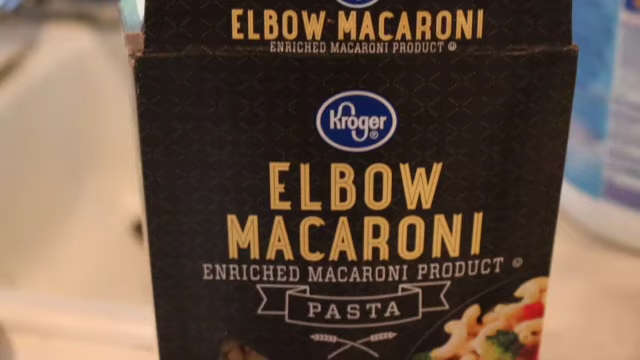 ELBOW MACARONI
ENRICHED MACARONI PRODUCT
Kroger
ELBOW
MACARONI
ENRICHED MACARONI PRODUCT
PASTA